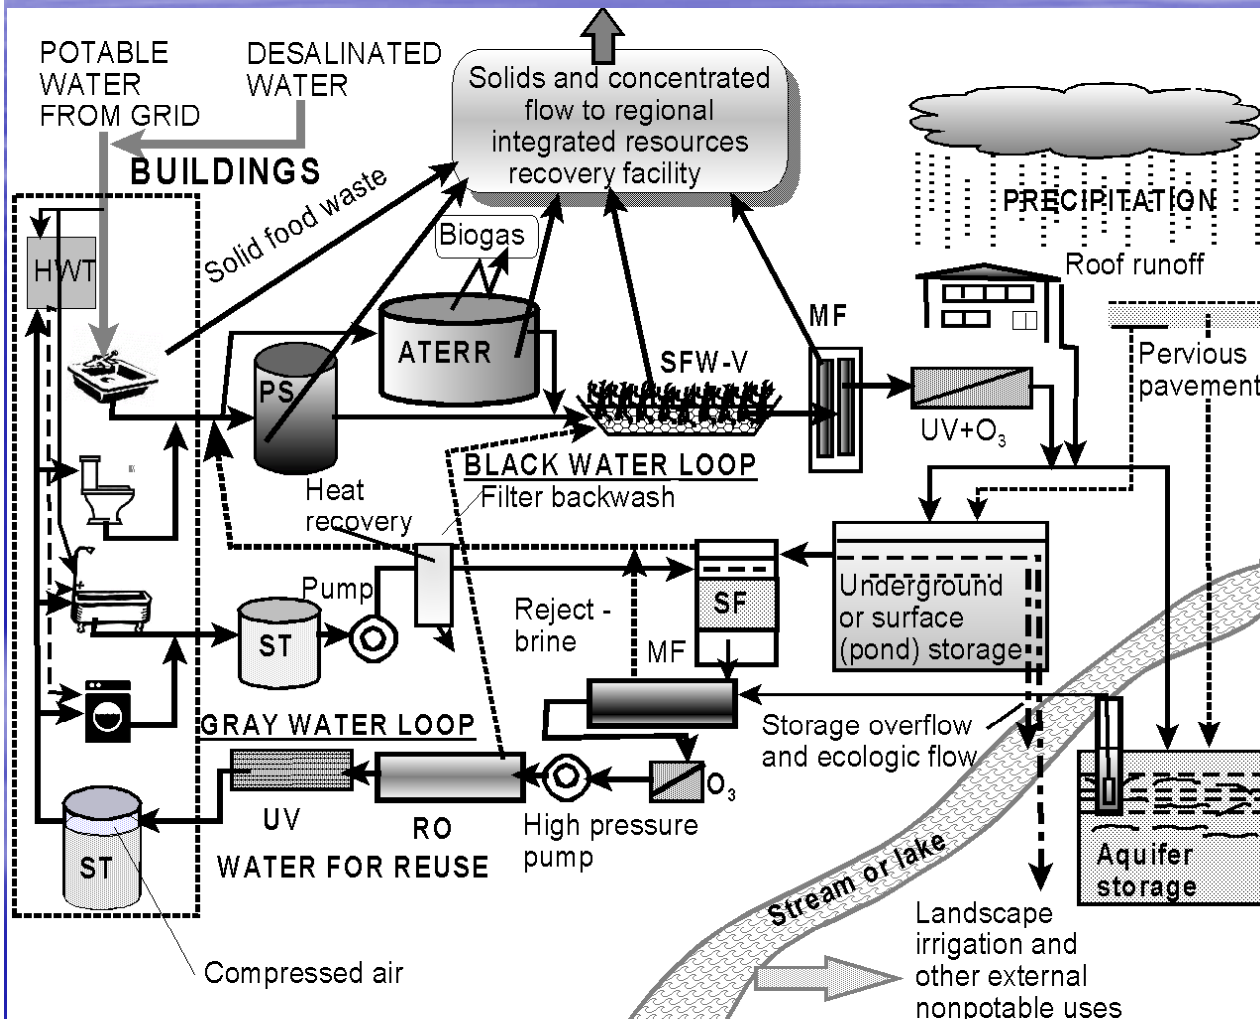 POTABLE
WATER
FROM GRID
DESALINATED
WATER
Solids and concentrated
flow to regional
integrated resources
recovery facility
BUILDINGS
PRECIPITATION
Solid food waste
Biogas
HWT
Roof runoff
MF
ATERR
PS
SFW-V
Pervious
pavement
UV+O₃
BLACK WATER LOOP
Heat
recovery
Filter backwash
Pump
ST
Reject -
brine
SF
MF
Underground
or surface
(pond) storage
GRAY WATER LOOP
Storage overflow
and ecologic flow
O₃
UV
RO
High pressure
pump
WATER FOR REUSE
ST
Compressed air
Stream or lake
Aquifer
storage
Landscape
irrigation and
other external
nonpotable uses